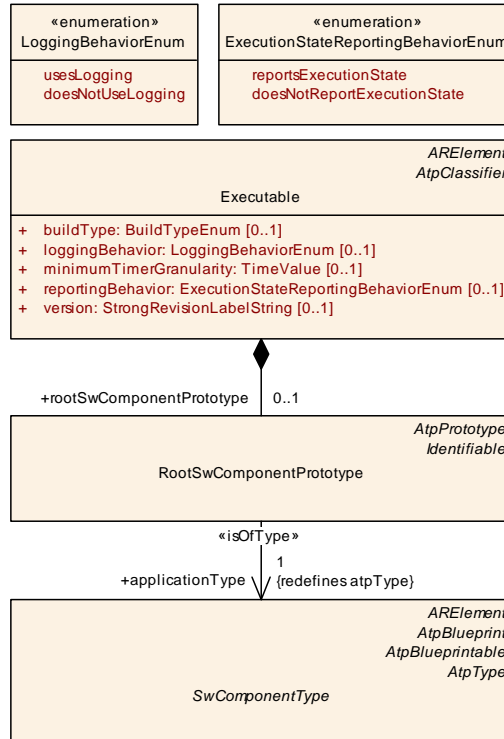 «enumeration»
LoggingBehaviorEnum
usesLogging
doesNotUseLogging
«enumeration»
ExecutionStateReportingBehaviorEnum
reportsExecutionState
doesNotReportExecutionState
ARElement
AtpClassifier
Executable
+ buildType: BuildTypeEnum [0..1]
+ loggingBehavior: LoggingBehaviorEnum [0..1]
+ minimumTimerGranularity: TimeValue [0..1]
+ reportingBehavior: ExecutionStateReportingBehaviorEnum [0..1]
+ version: StrongRevisionLabelString [0..1]
+rootSwComponentPrototype 0..1
AtpPrototype
Identifiable
RootSwComponentPrototype
«isOfType»
1
+applicationType {redefines atpType}
ARElement
AtpBlueprint
AtpBlueprintable
AtpType
SwComponentType